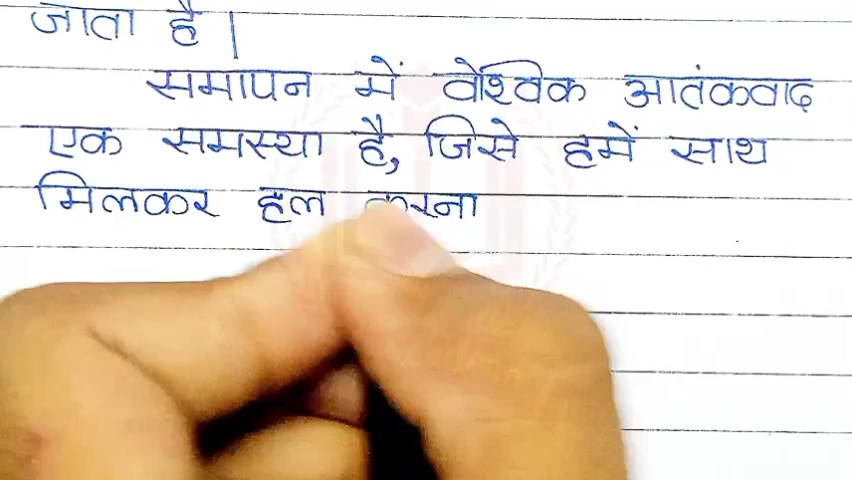 जाता है।
समापन में वैश्विक आतंकवाद
एक समस्या है, जिसे हमें साथ
मिलकर हल करना